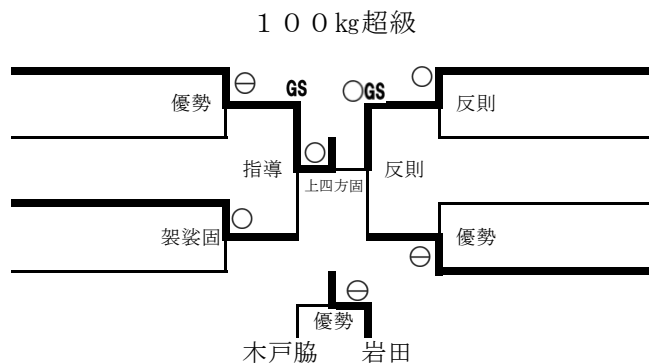 １００kg超級
GS ○GS
優勢 反則
指導 上四方固 反則
袈裟固 優勢
優勢
木戸脇 岩田